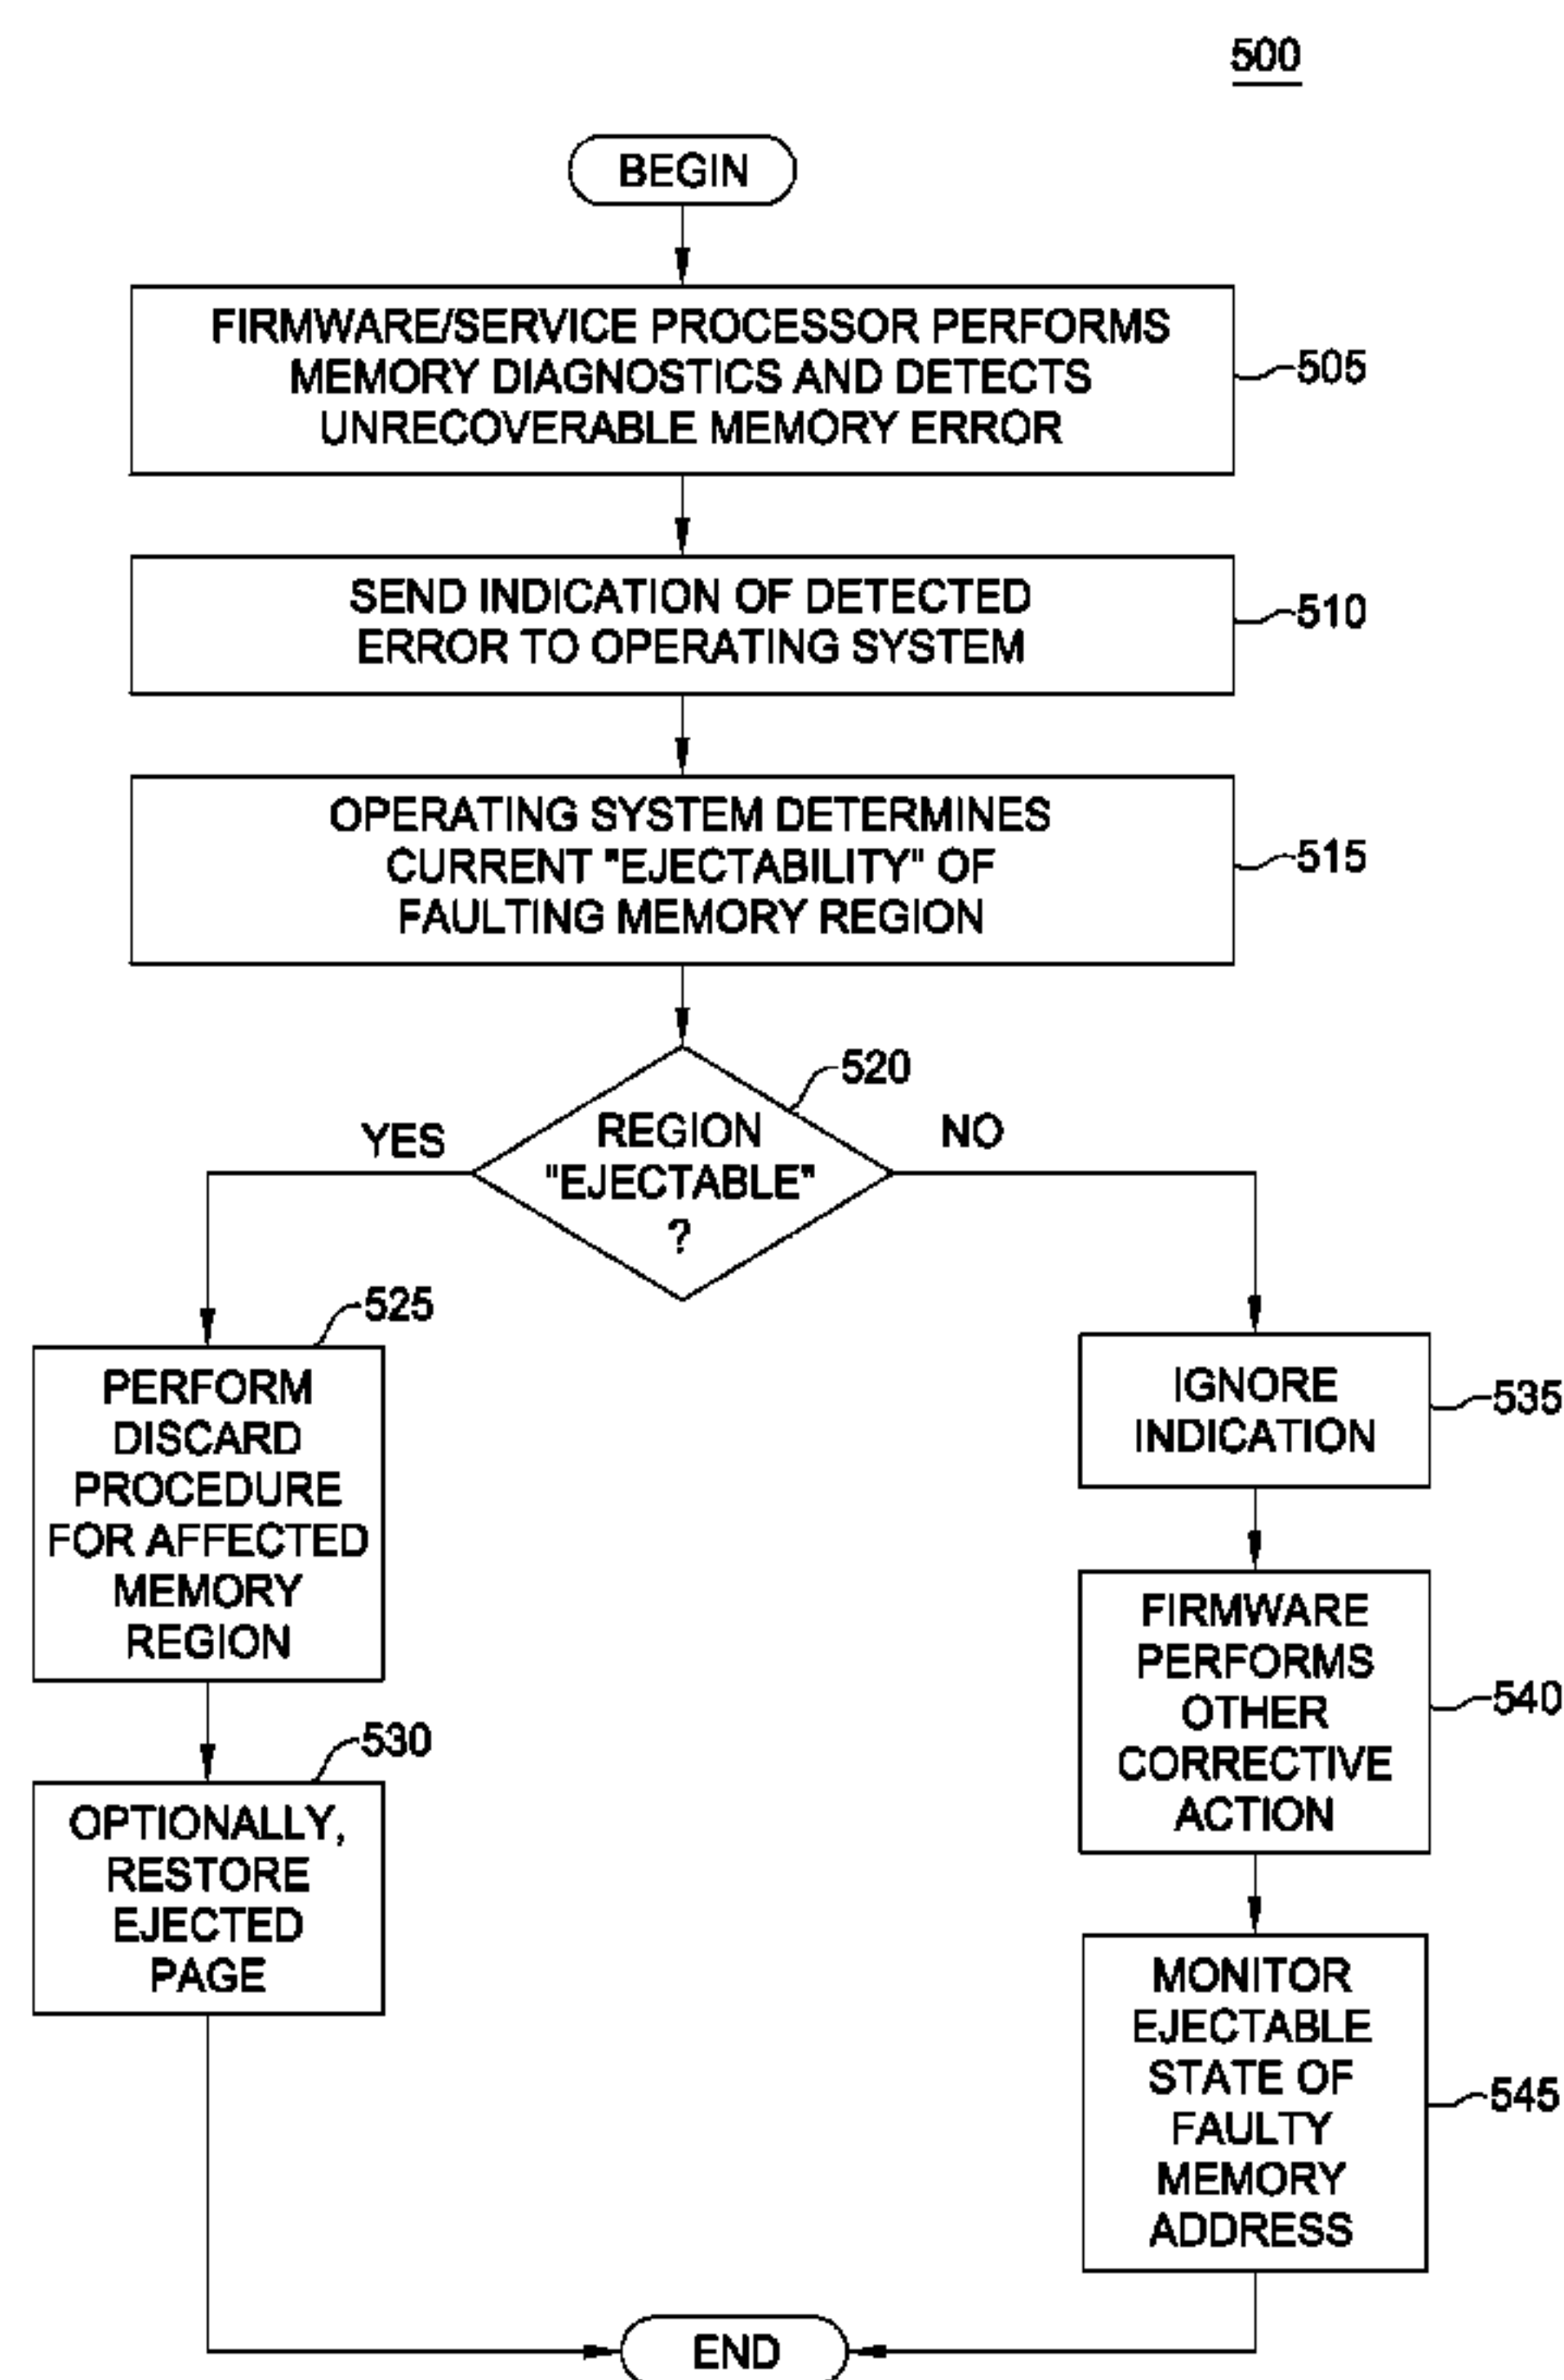 500
BEGIN
FIRMWARE/SERVICE PROCESSOR PERFORMS
MEMORY DIAGNOSTICS AND DETECTS
UNRECOVERABLE MEMORY ERROR
505
SEND INDICATION OF DETECTED
ERROR TO OPERATING SYSTEM
510
OPERATING SYSTEM DETERMINES
CURRENT "EJECTABILITY" OF
FAULTING MEMORY REGION
515
520
REGION
"EJECTABLE"
?
YES
NO
525
PERFORM
DISCARD
PROCEDURE
FOR AFFECTED
MEMORY
REGION
530
OPTIONALLY,
RESTORE
EJECTED
PAGE
IGNORE
INDICATION
535
FIRMWARE
PERFORMS
OTHER
CORRECTIVE
ACTION
540
MONITOR
EJECTABLE
STATE OF
FAULTY
MEMORY
ADDRESS
545
END